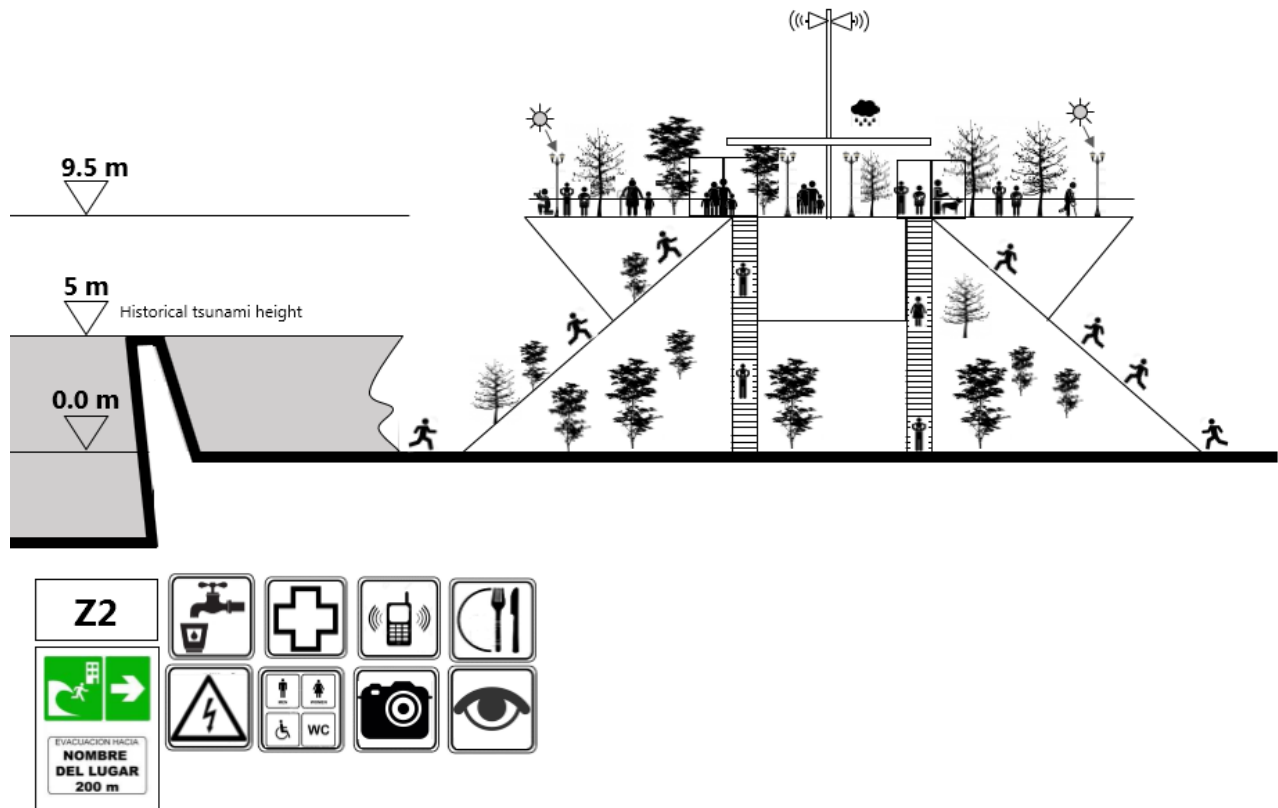 9.5 m
5 m
Historical tsunami height
0.0 m
Z2
EVACUACION HACIA
NOMBRE
DEL LUGAR
200 m
WC